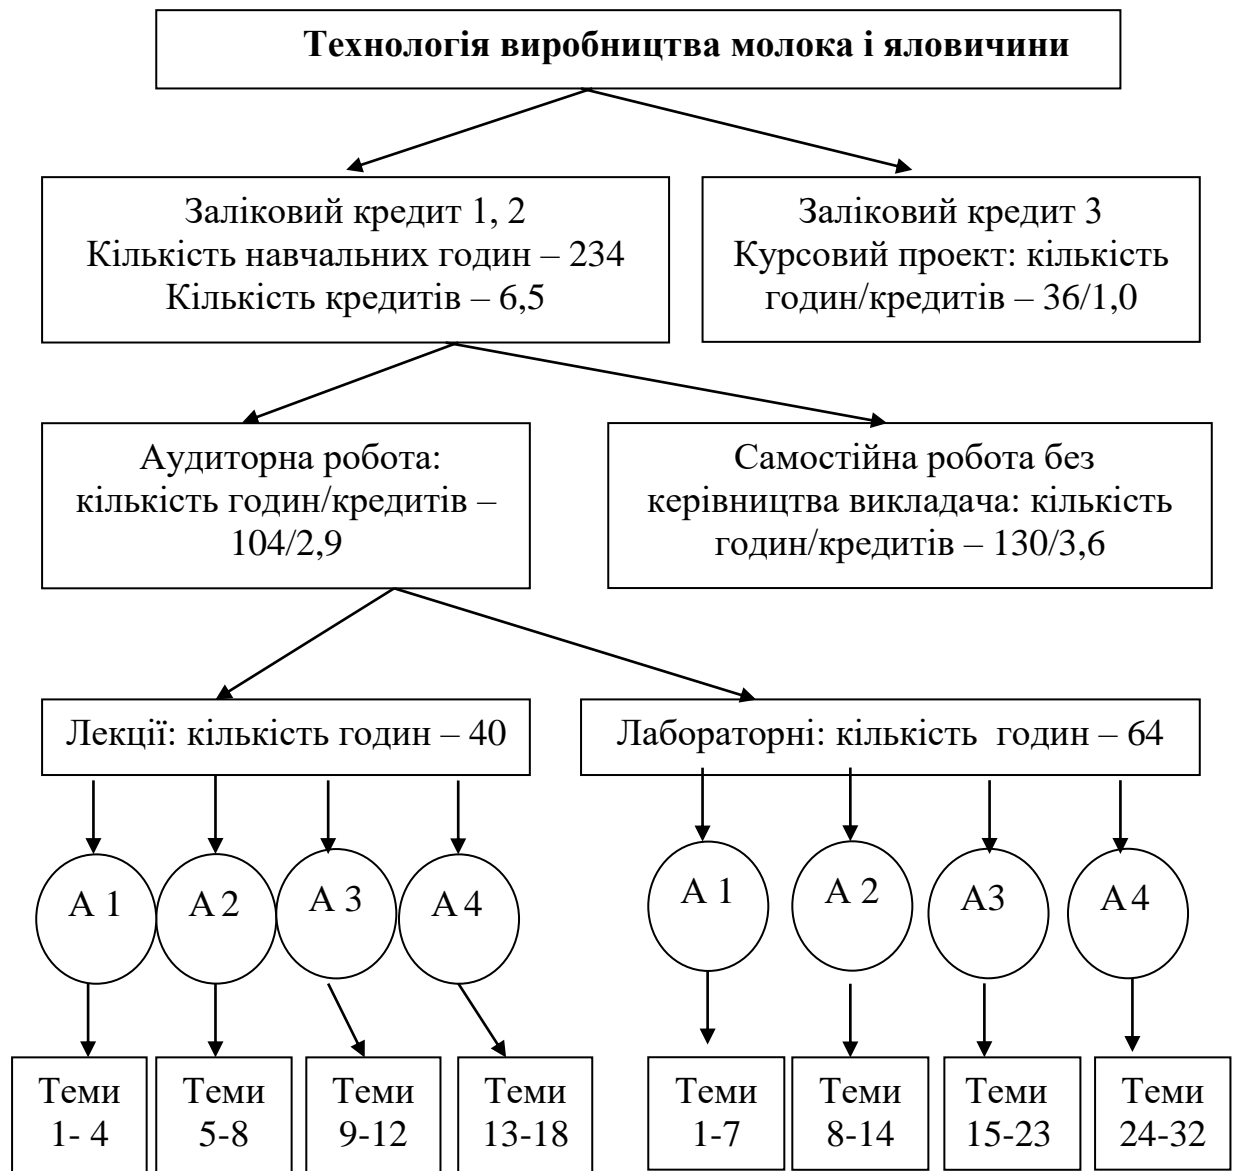 Технологія виробництва молока і яловичини
Заліковий кредит 1, 2
Кількість навчальних годин – 234
Кількість кредитів – 6,5
Заліковий кредит 3
Курсовий проект: кількість
годин/кредитів – 36/1,0
Аудиторна робота:
кількість годин/кредитів –
104/2,9
Самостійна робота без
керівництва викладача: кількість
годин/кредитів – 130/3,6
Лекції: кількість годин – 40
Лабораторні: кількість годин – 64
А 1
А 2
А 3
А 4
А 1
А 2
А3
А 4
Теми
1- 4
Теми
5-8
Теми
9-12
Теми
13-18
Теми
1-7
Теми
8-14
Теми
15-23
Теми
24-32